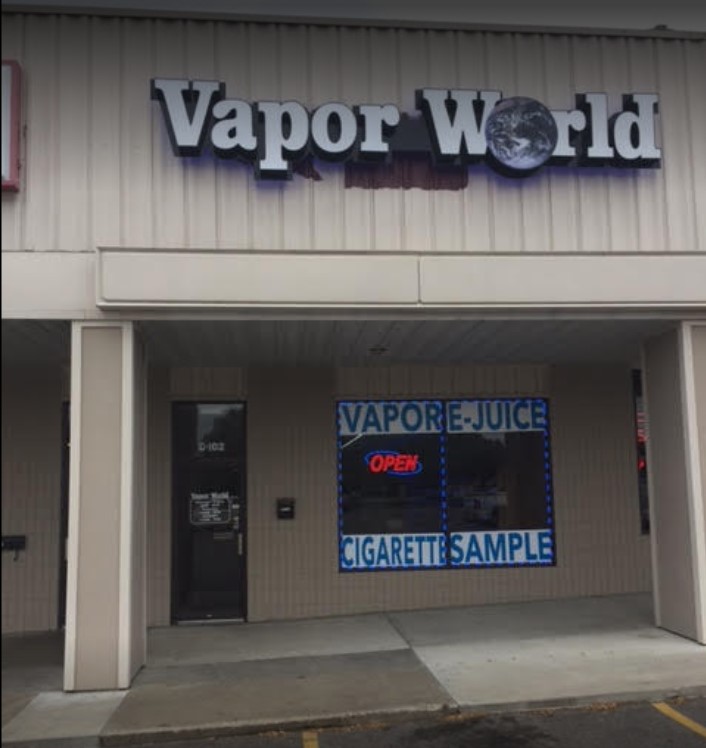 Vapor World
VAPOR E-JUICE
OPEN
C-102
Vapor World
CIGARETTE SAMPLE